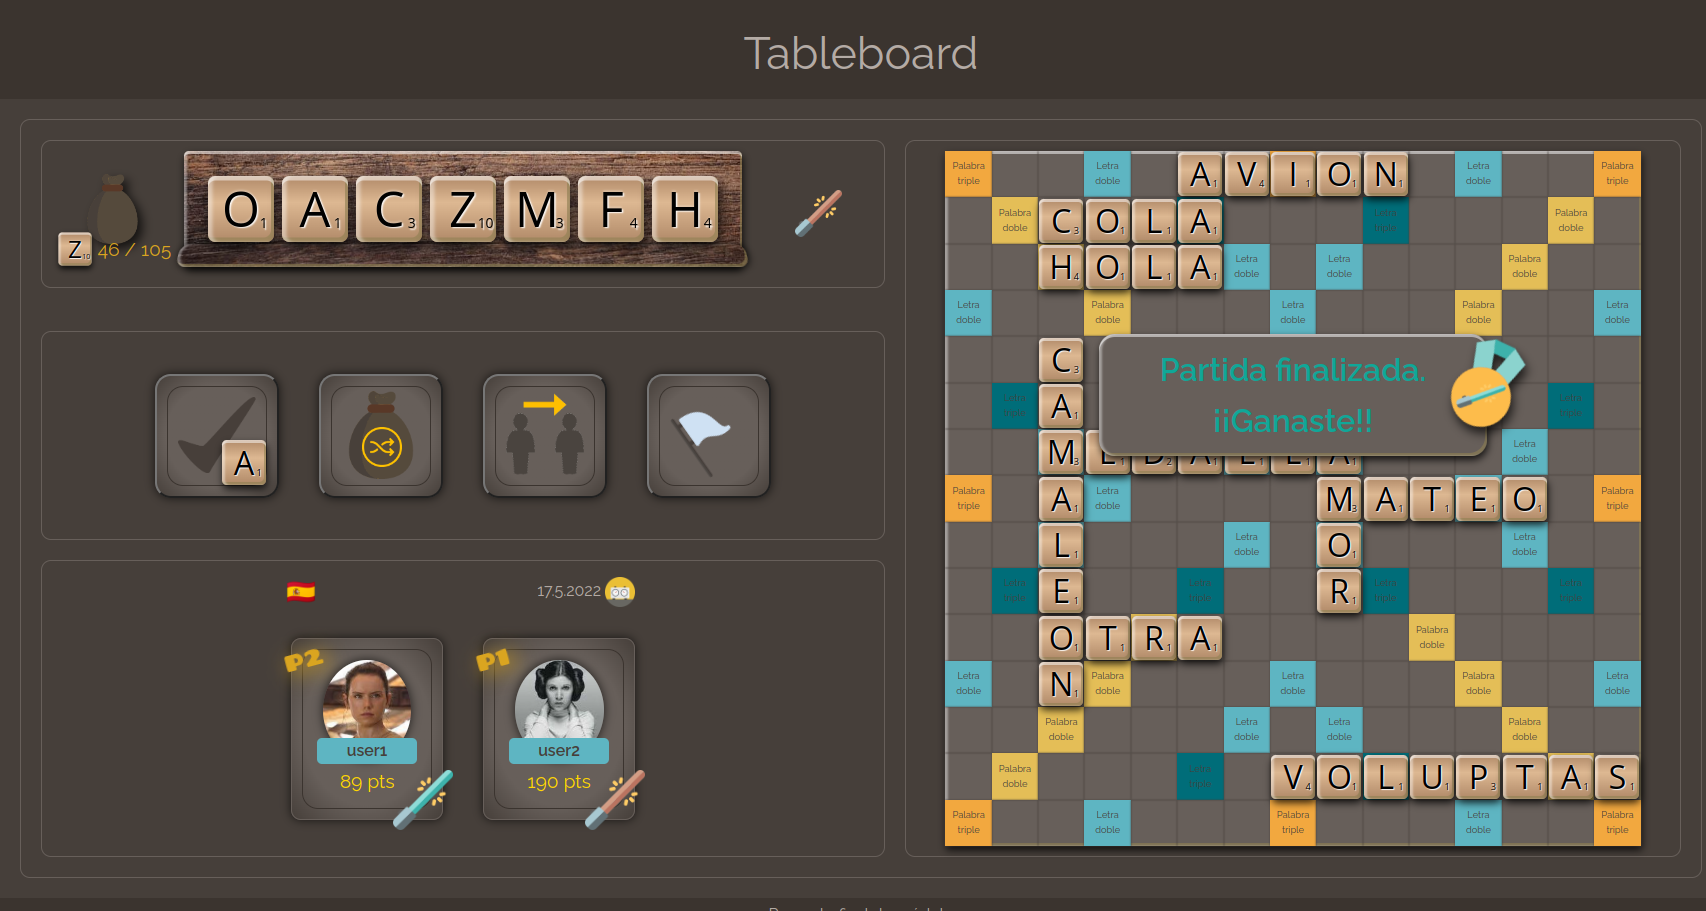 Tableboard
O1 A1 C3 Z10 M3 F4 H4
Z10 46 / 105
A1
17.5.2022
P2 P1
user1 user2
89 pts 190 pts
Palabra triple Letra doble A1 V4 I1 O1 N1 Letra doble Palabra triple
Palabra doble C3 O1 L1 A1 Letra triple Palabra doble
H4 O1 L1 A1 Letra doble Letra doble Palabra doble
Letra doble Palabra doble Letra doble Palabra doble Letra doble
C3
Partida finalizada.
¡¡Ganaste!!
Letra triple A1 Letra triple
M3 E1 D2 A1 L1 L1 A1 Letra doble
Palabra triple A1 Letra doble M3 A1 T1 E1 O1 Palabra triple
L1 Letra doble O1 Letra doble
Letra triple E1 Letra triple R1 Letra triple Letra triple
O1 T1 R1 A1 Palabra doble
Letra doble N1 Palabra doble Letra doble Palabra doble Letra doble
Palabra doble Letra doble Letra doble Palabra doble
Palabra doble Letra triple V4 O1 L1 U1 P3 T1 A1 S1
Palabra triple Letra doble Palabra triple Letra doble Palabra triple